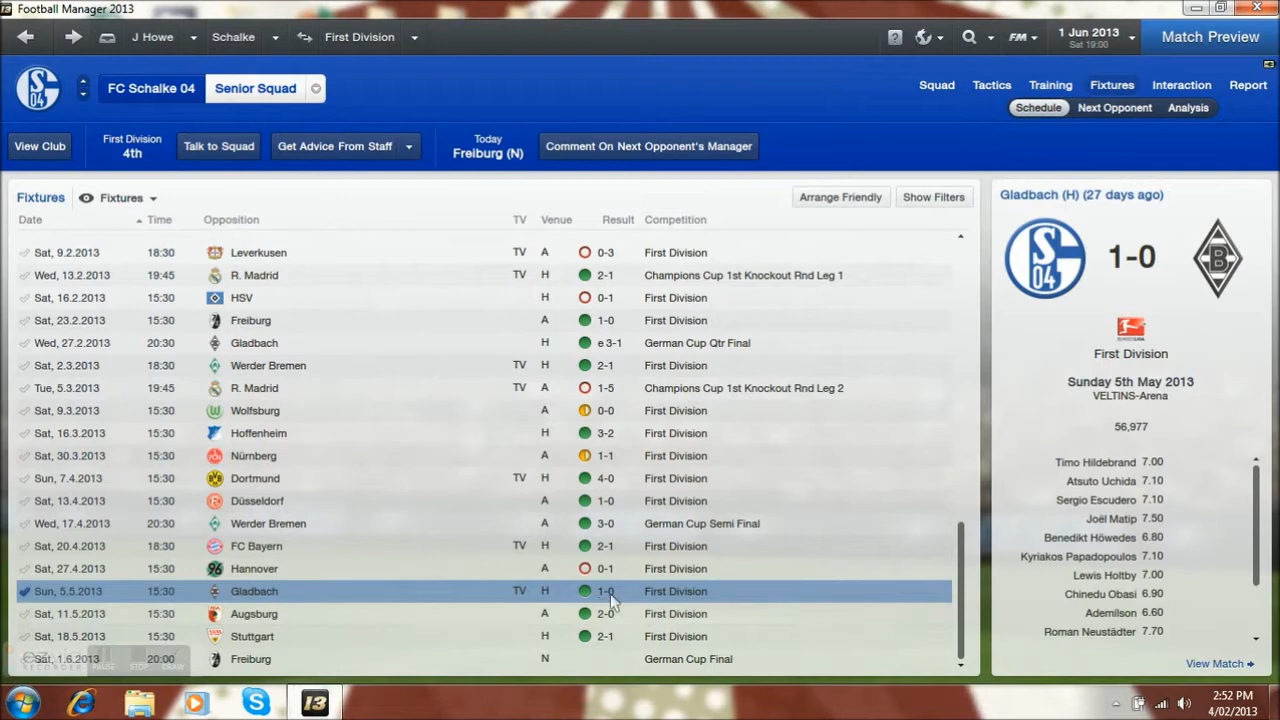 Football Manager 2013
J Howe Schalke First Division FM 1 Jun 2013 Sat 19:00 Match Preview
FC Schalke 04 Senior Squad Squad Tactics Training Fixtures Interaction Report
Schedule Next Opponent Analysis
View Club First Division 4th Talk to Squad Get Advice From Staff Today Freiburg (N) Comment On Next Opponent's Manager
Fixtures Fixtures Arrange Friendly Show Filters
Date Time Opposition TV Venue Result Competition
Sat, 9.2.2013 18:30 Leverkusen TV A 0-3 First Division
Wed, 13.2.2013 19:45 R. Madrid TV H 2-1 Champions Cup 1st Knockout Rnd Leg 1
Sat, 16.2.2013 15:30 HSV H 0-1 First Division
Sat, 23.2.2013 15:30 Freiburg A 1-0 First Division
Wed, 27.2.2013 20:30 Gladbach H e 3-1 German Cup Qtr Final
Sat, 2.3.2013 18:30 Werder Bremen TV H 2-1 First Division
Tue, 5.3.2013 19:45 R. Madrid TV A 1-5 Champions Cup 1st Knockout Rnd Leg 2
Sat, 9.3.2013 15:30 Wolfsburg A 0-0 First Division
Sat, 16.3.2013 15:30 Hoffenheim H 3-2 First Division
Sat, 30.3.2013 15:30 Nürnberg A 1-1 First Division
Sun, 7.4.2013 15:30 Dortmund TV H 4-0 First Division
Sat, 13.4.2013 15:30 Düsseldorf A 1-0 First Division
Wed, 17.4.2013 20:30 Werder Bremen A 3-0 German Cup Semi Final
Sat, 20.4.2013 18:30 FC Bayern TV H 2-1 First Division
Sat, 27.4.2013 15:30 Hannover A 0-1 First Division
Sun, 5.5.2013 15:30 Gladbach TV H 1-0 First Division
Sat, 11.5.2013 15:30 Augsburg A 2-0 First Division
Sat, 18.5.2013 15:30 Stuttgart H 2-1 First Division
Sat, 1.6.2013 20:00 Freiburg N German Cup Final
RECORDER PAUSE STOP DRAW
Gladbach (H) (27 days ago)
1-0
First Division
Sunday 5th May 2013
VELTINS-Arena
56,977
Timo Hildebrand 7.00
Atsuto Uchida 7.10
Sergio Escudero 7.10
Joël Matip 7.50
Benedikt Höwedes 6.80
Kyriakos Papadopoulos 7.10
Lewis Holtby 7.00
Chinedu Obasi 6.90
Ademílson 6.60
Roman Neustädter 7.70
View Match
2:52 PM
4/02/2013